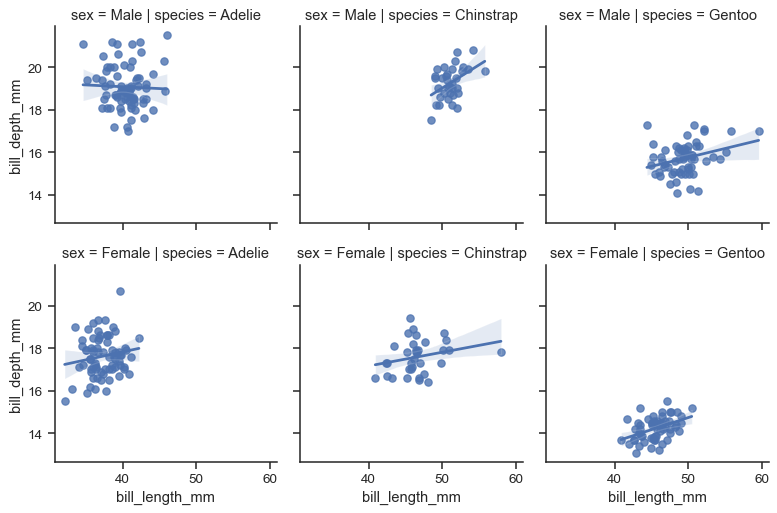 sex = Male | species = Adelie
sex = Male | species = Chinstrap
sex = Male | species = Gentoo
bill_depth_mm
20
18
16
14
sex = Female | species = Adelie
sex = Female | species = Chinstrap
sex = Female | species = Gentoo
bill_depth_mm
20
18
16
14
40
50
60
40
50
60
40
50
60
bill_length_mm
bill_length_mm
bill_length_mm